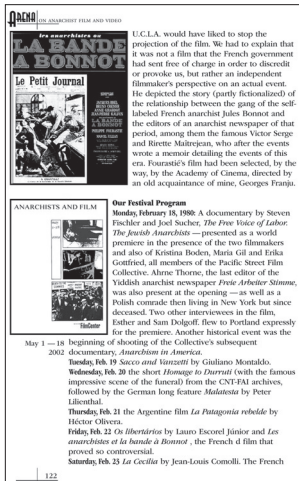 ARENA ON ANARCHIST FILM AND VIDEO
les anarchistes ou
LA BANDE
A BONNOT
Le Petit Journal
U.C.L.A. would have liked to stop the
projection of the film. We had to explain that
it was not a film that the French government
had sent free of charge in order to discredit
or provoke us, but rather an independent
filmmaker's perspective on an actual event.
He depicted the story (partly fictionalized) of
the relationship between the gang of the self-
labeled French anarchist Jules Bonnot and
the editors of an anarchist newspaper of that
period, among them the famous Victor Serge
and Rirette Maîtrejean, who after the events
wrote a memoir detailing the events of this
era. Fourastié's film had been selected, by the
way, by the Academy of Cinema, directed by
an old acquaintance of mine, Georges Franju.
ANARCHISTS AND FILM
FilmCenter
May 1 — 18
2002
Our Festival Program
Monday, February 18, 1980: A documentary by Steven
Fischler and Joel Sucher, The Free Voice of Labor.
The Jewish Anarchists — presented as a world
premiere in the presence of the two filmmakers
and also of Kristina Boden, Maria Gil and Erika
Gottfried, all members of the Pacific Street Film
Collective. Ahrne Thorne, the last editor of the
Yiddish anarchist newspaper Freie Arbeiter Stimme,
was also present at the opening — as well as a
Polish comrade then living in New York but since
deceased. Two other interviewees in the film,
Esther and Sam Dolgoff. flew to Portland expressly
for the premiere. Another historical event was the
beginning of shooting of the Collective's subsequent
documentary, Anarchism in America.
Tuesday, Feb. 19 Sacco and Vanzetti by Giuliano Montaldo.
Wednesday, Feb. 20 the short Homage to Durruti (with the famous
impressive scene of the funeral) from the CNT-FAI archives,
followed by the German long feature Malatesta by Peter
Lilienthal.
Thursday, Feb. 21 the Argentine film La Patagonia rebelde by
Héctor Olivera.
Friday, Feb. 22 Os libertários by Lauro Escorel Júnior and Les
anarchistes et la bande à Bonnot , the French d film that
proved so controversial.
Saturday, Feb. 23 La Cecilia by Jean-Louis Comolli. The French
122